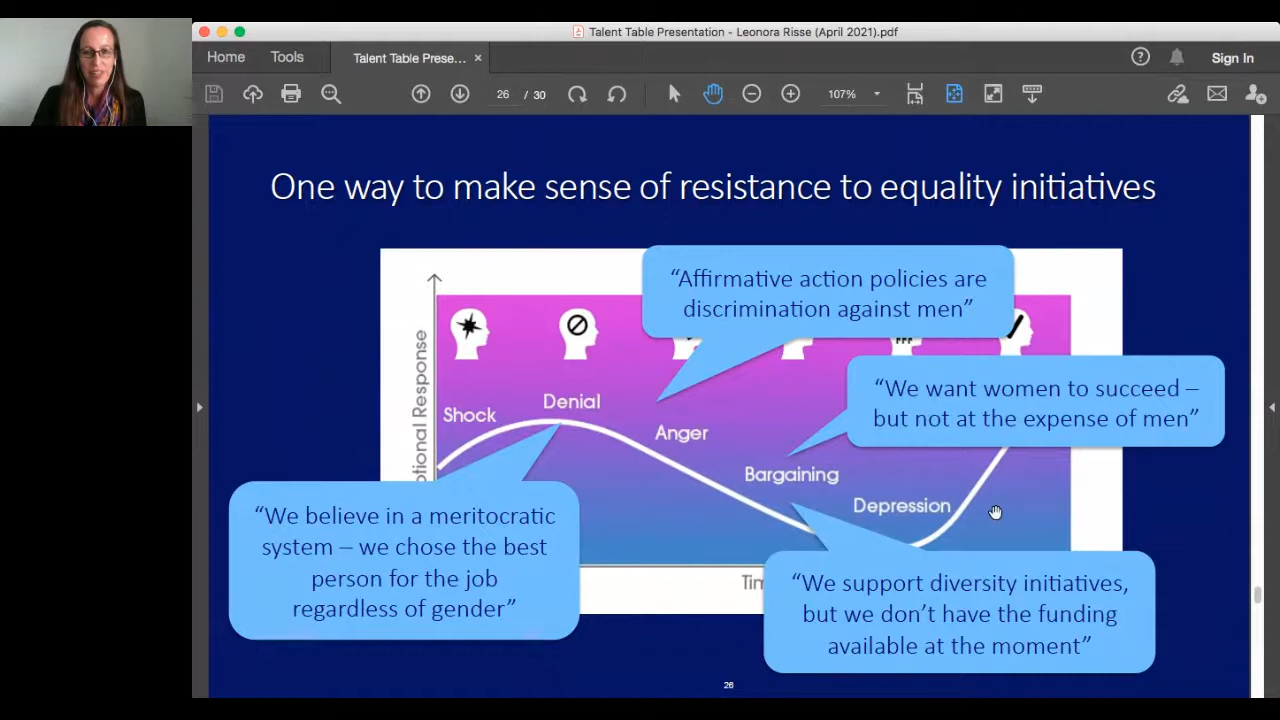 Talent Table Presentation - Leonora Risse (April 2021).pdf
Home
Tools
Talent Table Prese...
×
Sign In
26 / 30
107%
One way to make sense of resistance to equality initiatives
“Affirmative action policies are
discrimination against men”
“We want women to succeed –
but not at the expense of men”
Response
Shock
Denial
Anger
Bargaining
Depression
“We believe in a meritocratic
system – we chose the best
person for the job
regardless of gender”
“We support diversity initiatives,
but we don’t have the funding
available at the moment”
26